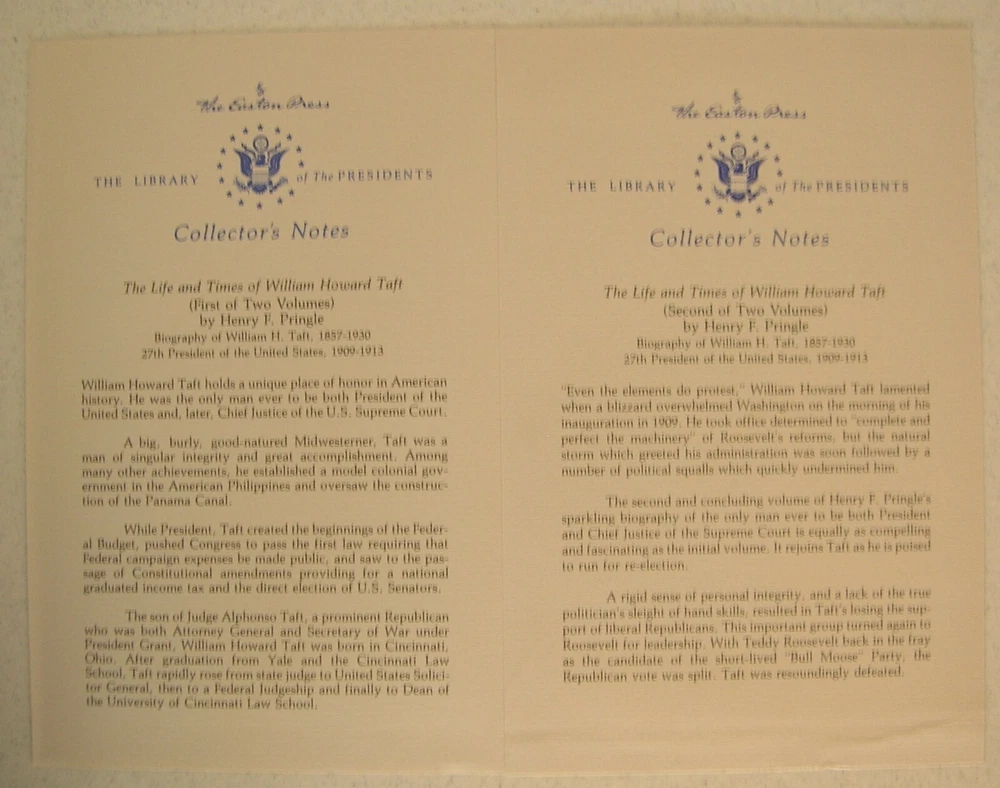 The Easton Press
THE LIBRARY of The PRESIDENTS
Collector's Notes
The Life and Times of William Howard Taft
(First of Two Volumes)
by Henry F. Pringle
Biography of William H. Taft, 1857-1930
27th President of the United States, 1909-1913
William Howard Taft holds a unique place of honor in American
history. He was the only man ever to be both President of the
United States and, later, Chief Justice of the U.S. Supreme Court.
A big, burly, good-natured Midwesterner, Taft was a
man of singular integrity and great accomplishment. Among
many other achievements, he established a model colonial gov-
ernment in the American Philippines and oversaw the construc-
tion of the Panama Canal.
While President, Taft created the beginnings of the Feder-
al Budget, pushed Congress to pass the first law requiring that
Federal campaign expenses be made public, and saw to the pas-
sage of Constitutional amendments providing for a national
graduated income tax and the direct election of U.S. Senators.
The son of Judge Alphonso Taft, a prominent Republican
who was both Attorney General and Secretary of War under
President Grant, William Howard Taft was born in Cincinnati,
Ohio. After graduation from Yale and the Cincinnati Law
School, Taft rapidly rose from state judge to United States Solici-
tor General, then to a Federal Judgeship and finally to Dean of
the University of Cincinnati Law School.
The Easton Press
THE LIBRARY of The PRESIDENTS
Collector's Notes
The Life and Times of William Howard Taft
(Second of Two Volumes)
by Henry F. Pringle
Biography of William H. Taft, 1857-1930
27th President of the United States, 1909-1913
"Even the elements do protest," William Howard Taft lamented
when a blizzard overwhelmed Washington on the morning of his
inauguration in 1909. He took office determined to "complete and
perfect the machinery" of Roosevelt's reforms, but the natural
storm which greeted his administration was soon followed by a
number of political squalls which quickly undermined him.
The second and concluding volume of Henry F. Pringle's
sparkling biography of the only man ever to be both President
and Chief Justice of the Supreme Court is equally as compelling
and fascinating as the initial volume. It rejoins Taft as he is poised
to run for re-election.
A rigid sense of personal integrity, and a lack of the true
politician's sleight of hand skills, resulted in Taft's losing the sup-
port of liberal Republicans. This important group turned again to
Roosevelt for leadership. With Teddy Roosevelt back in the fray
as the candidate of the short-lived "Bull Moose" Party, the
Republican vote was split. Taft was resoundingly defeated.